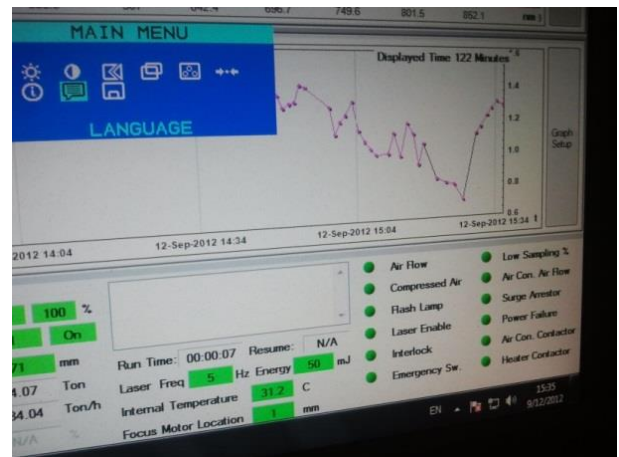 642.4 696.7 749.6 801.5 852.1 mm )
MAIN MENU
LANGUAGE
Displayed Time 122 Minutes
1.4
1.2
1.0
0.8
0.6
Graph
Setup
2012 14:04 12-Sep-2012 14:34 12-Sep-2012 15:04 12-Sep-2012 15:34 1
100 %
On
71 mm
4.07 Ton
34.04 Ton/h
N/A %
Run Time: 00:00:07 Resume: N/A
Laser Freq 5 Hz Energy 50 mJ
Internal Temperature 31.2 C
Focus Motor Location 1 mm
Air Flow
Compressed Air
Flash Lamp
Laser Enable
Interlock
Emergency Sw.
Low Sampling %
Air Con. Air Flow
Surge Arrestor
Power Failure
Air Con. Contactor
Heater Contactor
EN
15:35
9/12/2012